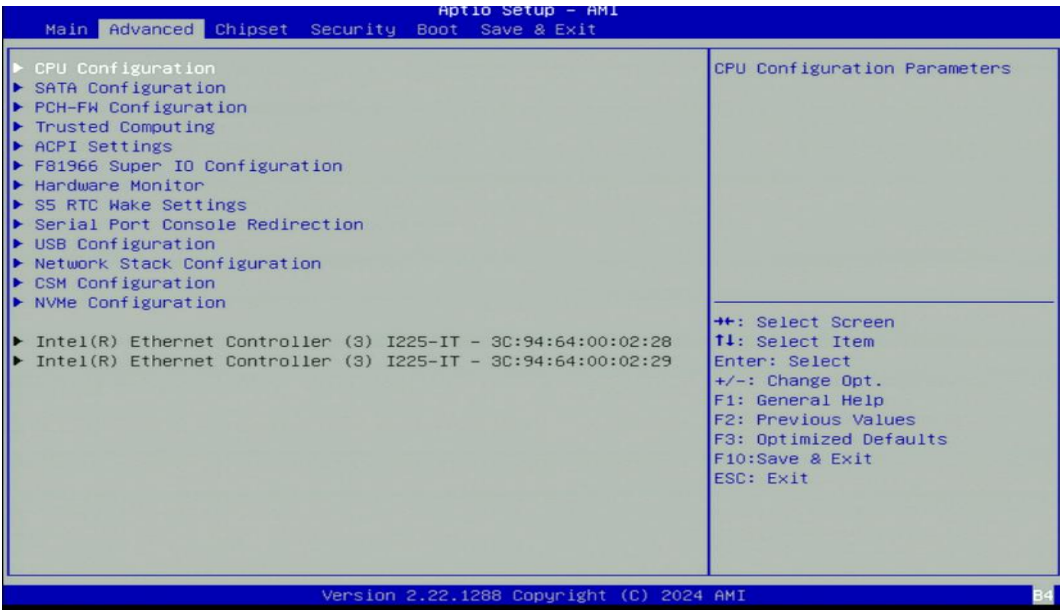 Aptio Setup – AMI
Main Advanced Chipset Security Boot Save & Exit
▶ CPU Configuration
▶ SATA Configuration
▶ PCH-FW Configuration
▶ Trusted Computing
▶ ACPI Settings
▶ F81966 Super IO Configuration
▶ Hardware Monitor
▶ S5 RTC Wake Settings
▶ Serial Port Console Redirection
▶ USB Configuration
▶ Network Stack Configuration
▶ CSM Configuration
▶ NVMe Configuration
▶ Intel(R) Ethernet Controller (3) I225-IT – 3C:94:64:00:02:28
▶ Intel(R) Ethernet Controller (3) I225-IT – 3C:94:64:00:02:29
CPU Configuration Parameters
→←: Select Screen
↑↓: Select Item
Enter: Select
+/-: Change Opt.
F1: General Help
F2: Previous Values
F3: Optimized Defaults
F10:Save & Exit
ESC: Exit
Version 2.22.1288 Copyright (C) 2024 AMI
B4